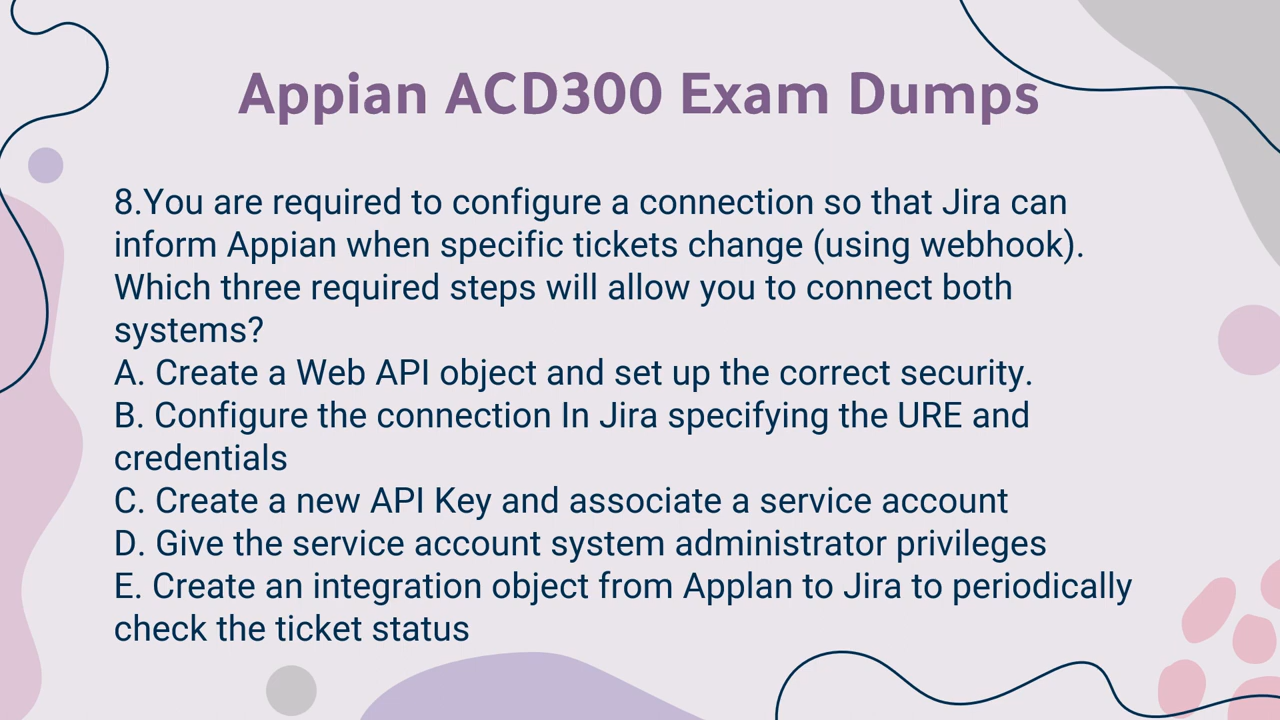 Appian ACD300 Exam Dumps
8.You are required to configure a connection so that Jira can
inform Appian when specific tickets change (using webhook).
Which three required steps will allow you to connect both
systems?
A. Create a Web API object and set up the correct security.
B. Configure the connection In Jira specifying the URE and
credentials
C. Create a new API Key and associate a service account
D. Give the service account system administrator privileges
E. Create an integration object from Applan to Jira to periodically
check the ticket status